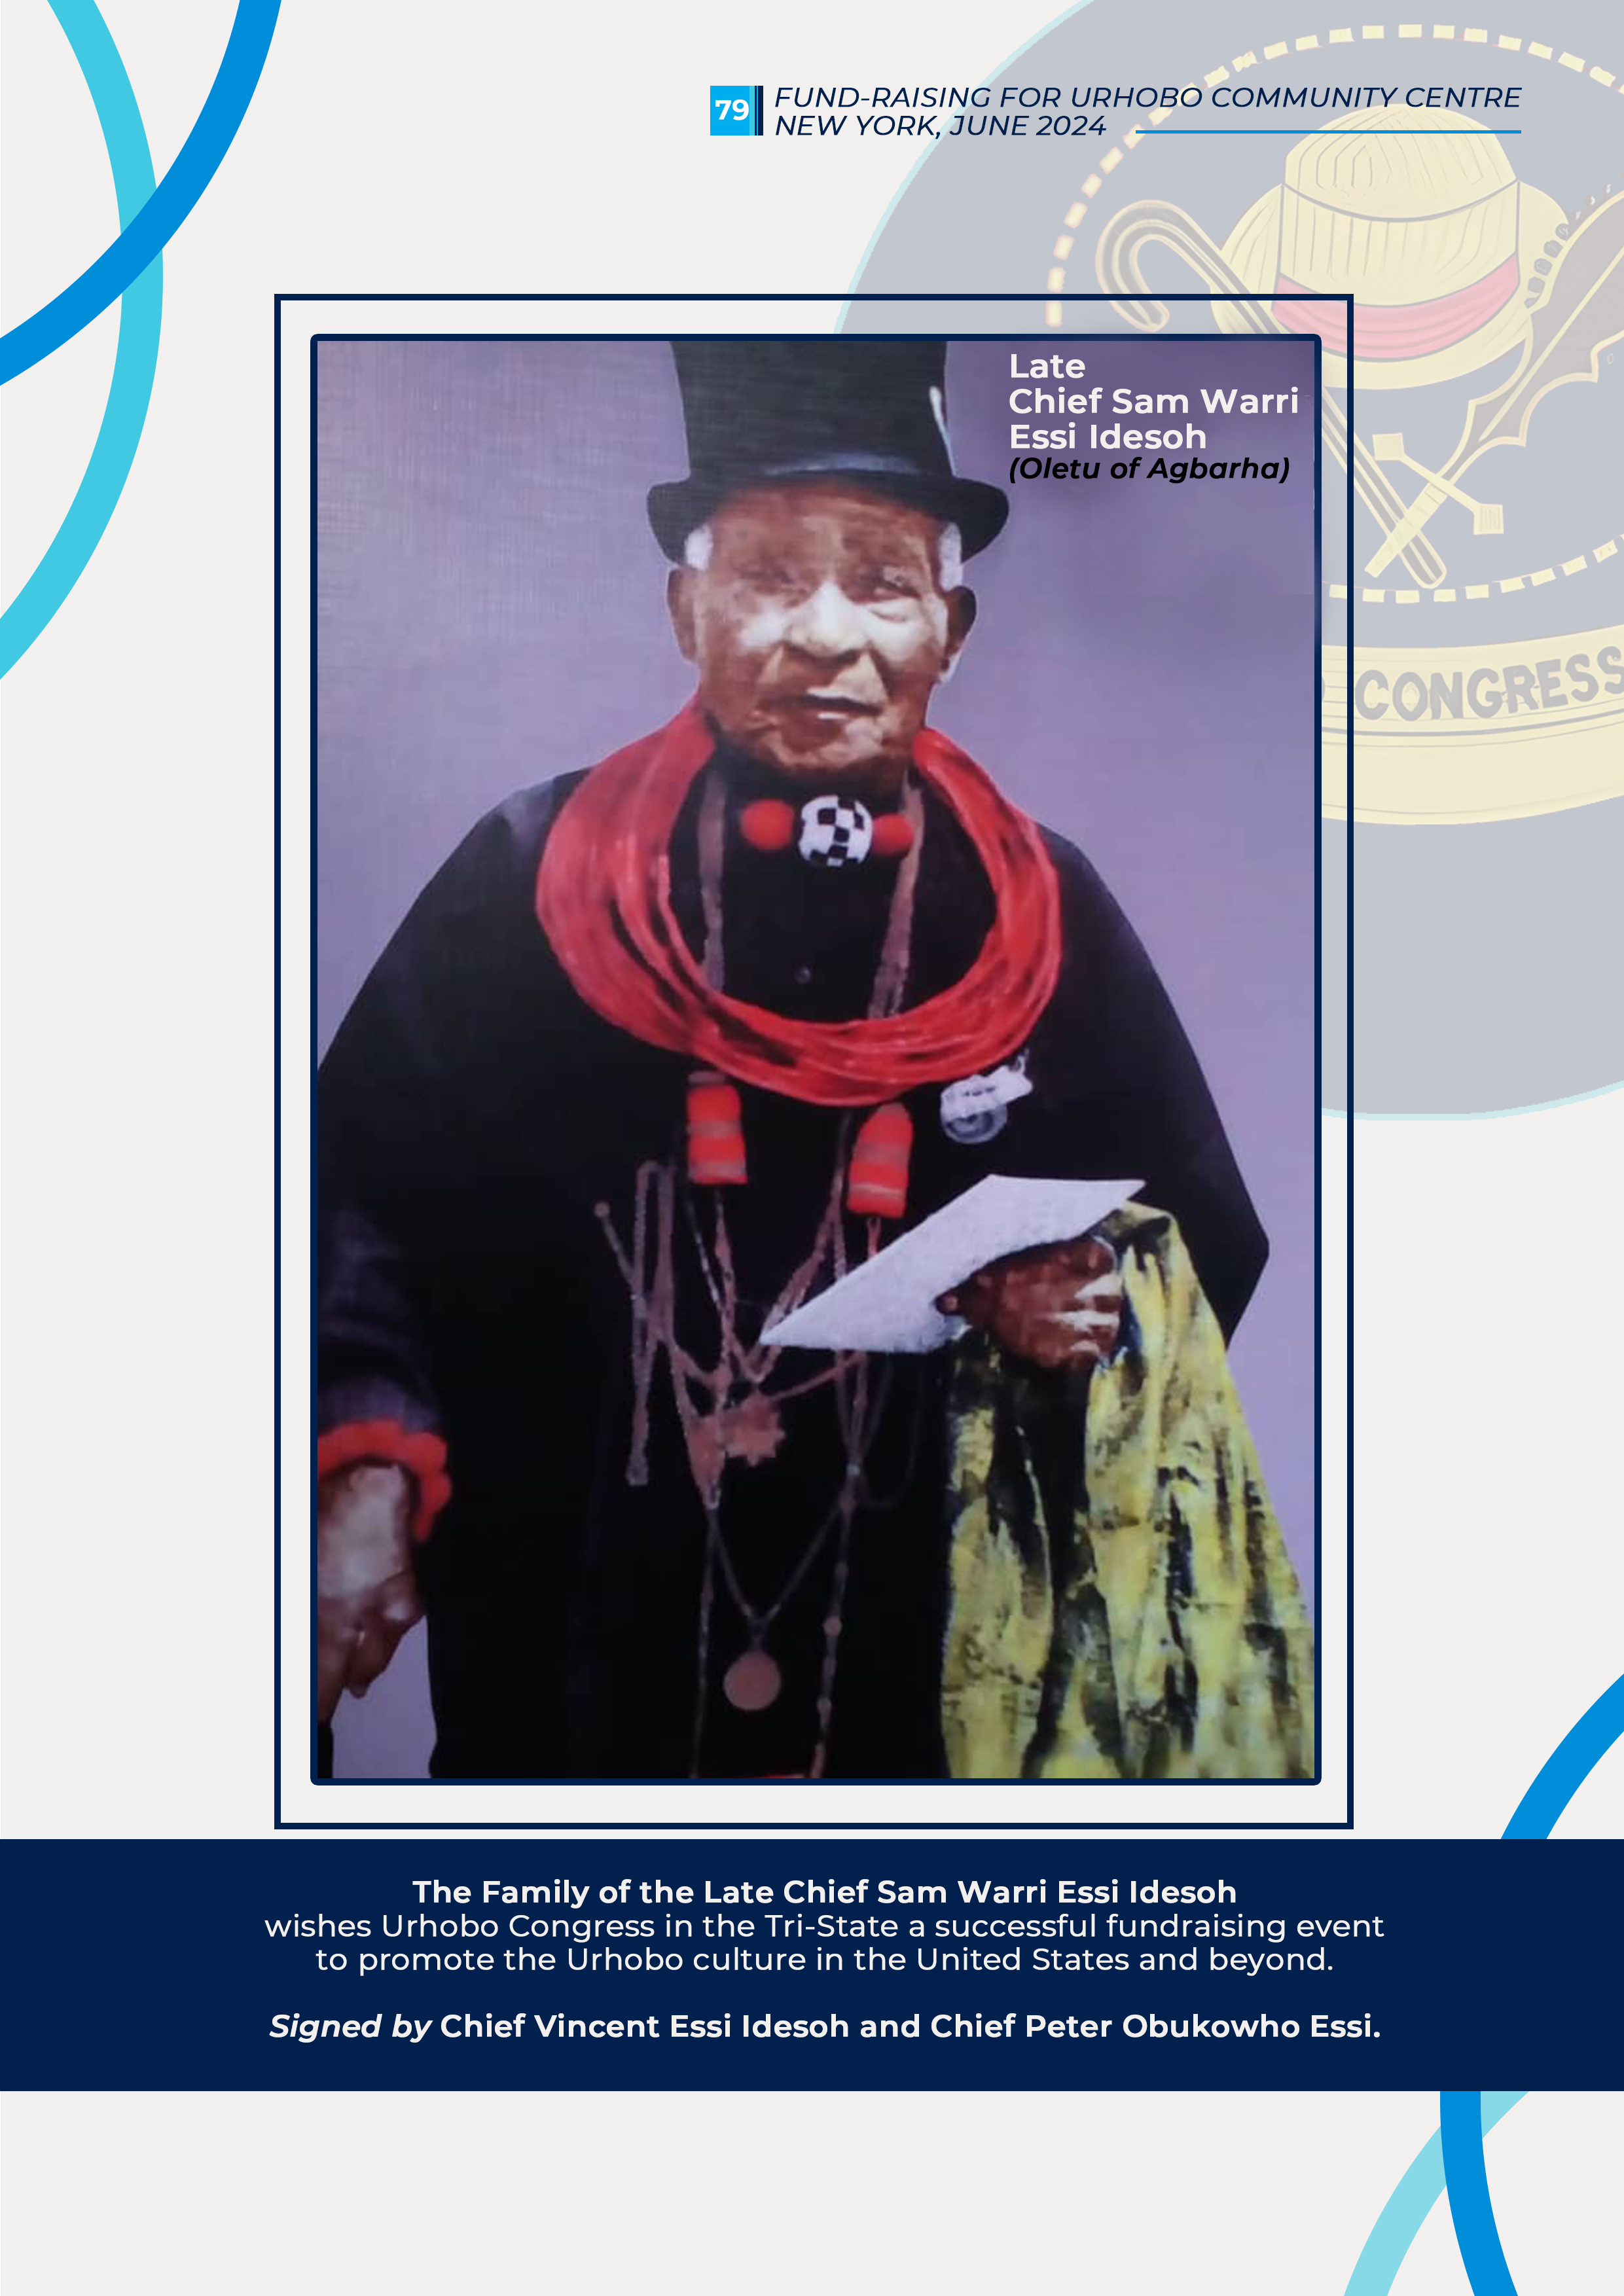 79
FUND-RAISING FOR URHOBO COMMUNITY CENTRE
NEW YORK, JUNE 2024
Late
Chief Sam Warri
Essi Idesoh
(Oletu of Agbarha)
CONGRESS
The Family of the Late Chief Sam Warri Essi Idesoh
wishes Urhobo Congress in the Tri-State a successful fundraising event
to promote the Urhobo culture in the United States and beyond.
Signed by Chief Vincent Essi Idesoh and Chief Peter Obukowho Essi.